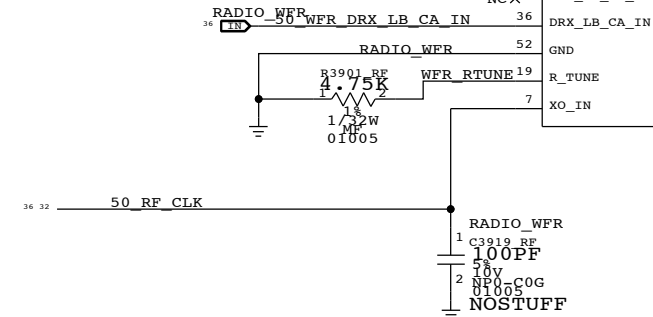 NC
RADIO_WFR
36 IN 50_WFR_DRX_LB_CA_IN 36 DRX_LB_CA_IN
RADIO_WFR 52 GND
R3901_RF
4.75K
WFR_RTUNE 19 R_TUNE
1 2
1%
1/32W
MF
01005
7 XO_IN
36 32 50_RF_CLK
RADIO_WFR
1 C3919_RF
100PF
5%
10V
2 NP0-C0G
01005
NOSTUFF